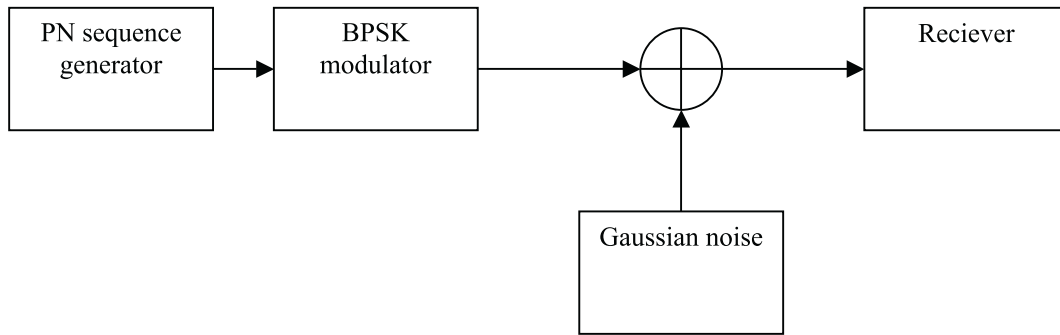 PN sequence
generator
BPSK
modulator
Reciever
Gaussian noise